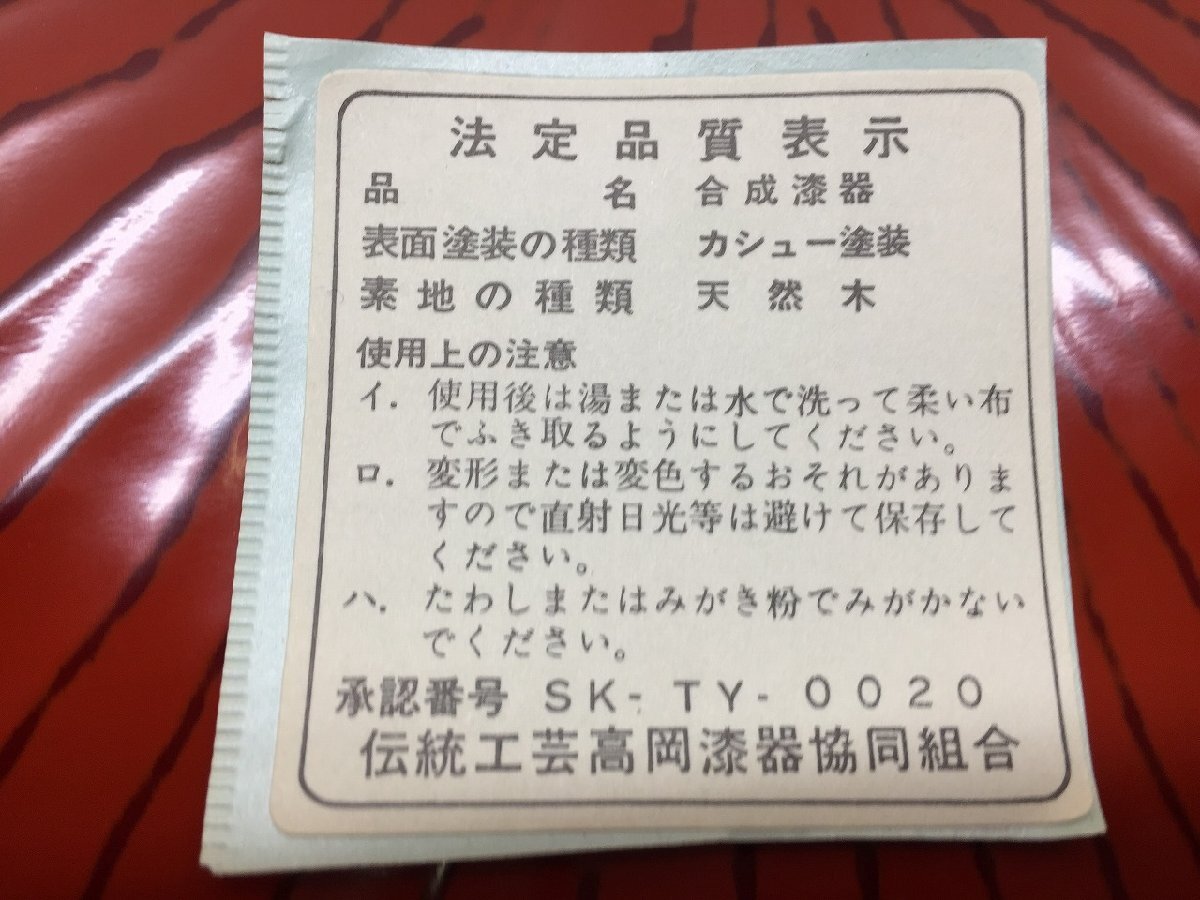 法定品質表示
品名 合成漆器
表面塗装の種類 カシュー塗装
素地の種類 天然木
使用上の注意
イ. 使用後は湯または水で洗って柔い布
でふき取るようにしてください。
ロ. 変形または変色するおそれがありま
すので直射日光等は避けて保存して
ください。
ハ. たわしまたはみがき粉でみがかない
でください。
承認番号 SK-TY-0020
伝統工芸高岡漆器協同組合